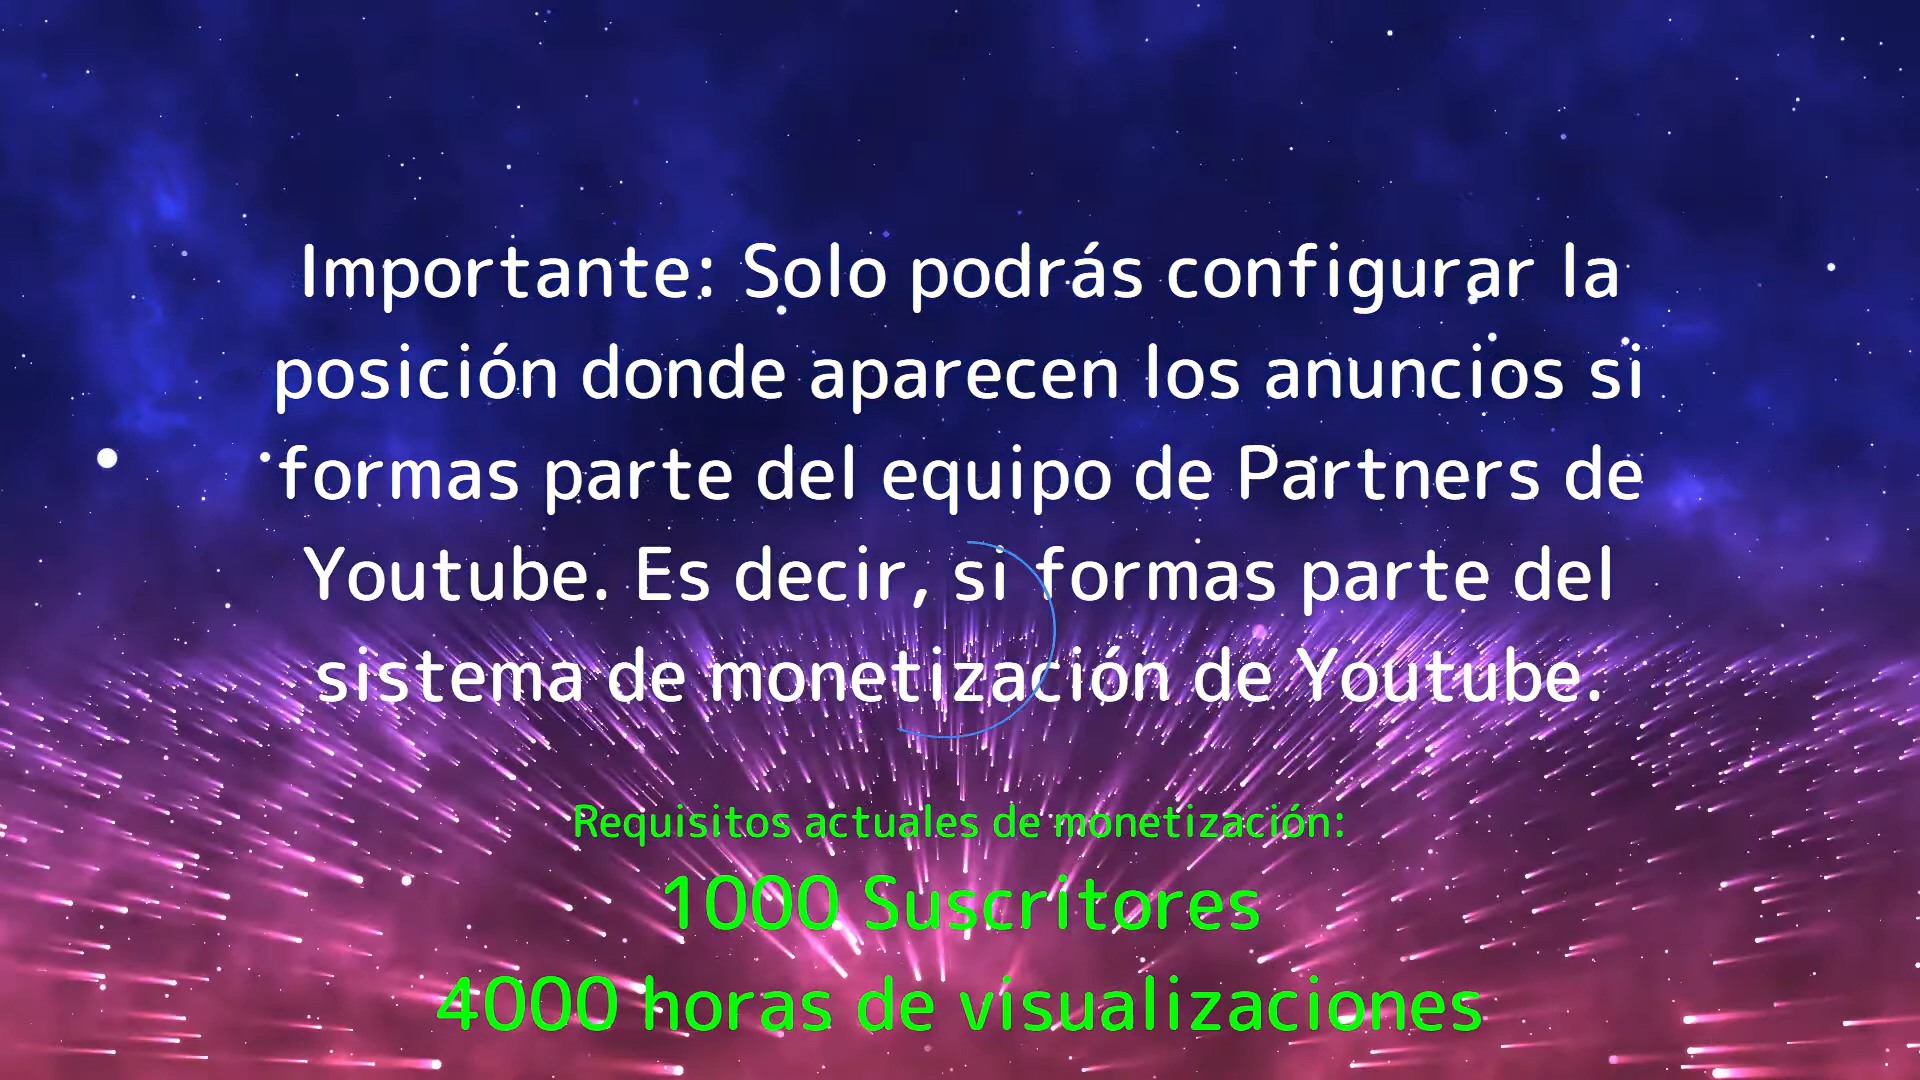 Importante: Solo podrás configurar la
posición donde aparecen los anuncios si
formas parte del equipo de Partners de
Youtube. Es decir, si formas parte del
sistema de monetización de Youtube.
Requisitos actuales de monetización:
1000 Suscritores
4000 horas de visualizaciones